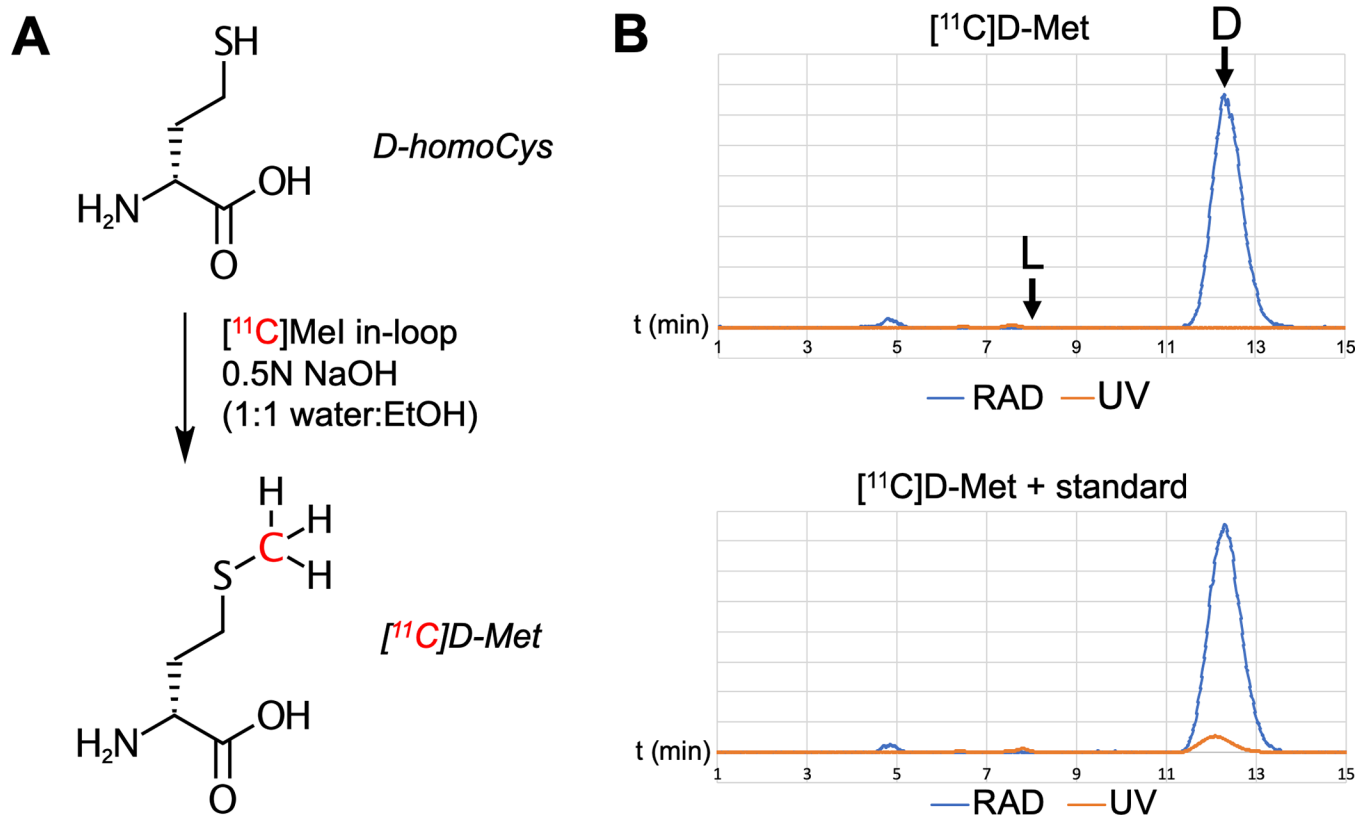 A
SH
D-homoCys
H₂N
OH
O
[¹¹C]MeI in-loop
0.5N NaOH
(1:1 water:EtOH)
H
H
C
S
H
[¹¹C]D-Met
H₂N
OH
O
B
[¹¹C]D-Met
D
L
t (min)
1 3 5 7 9 11 13 15
RAD UV
[¹¹C]D-Met + standard
t (min)
1 3 5 7 9 11 13 15
RAD UV